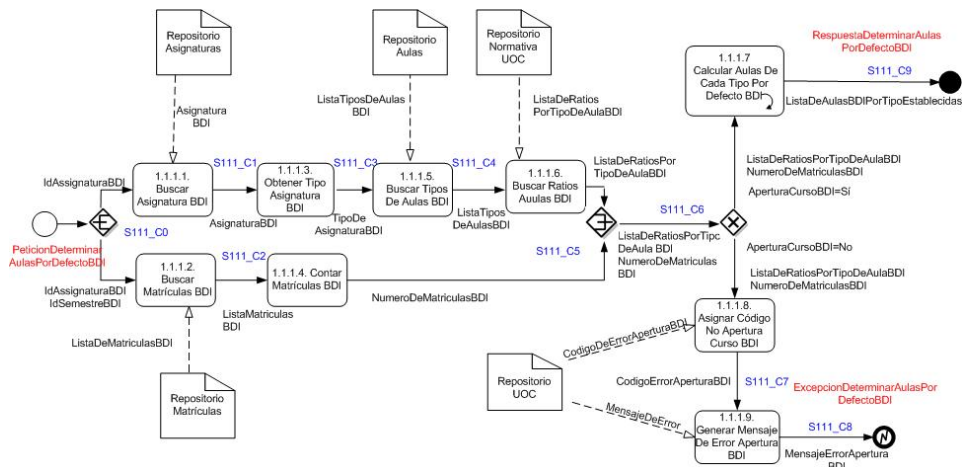 Repositorio
Asignaturas
Repositorio
Aulas
Repositorio
Normativa
UOC
Asignatura
BDI
ListaTiposDeAulas
BDI
ListaDeRatios
PorTipoDeAulaBDI
1.1.1.7
Calcular Aulas De
Cada Tipo Por
Defecto BDI
RespuestaDeterminarAulas
PorDefectoBDI
S111_C9
ListaDeAulasBDIPorTipoEstablecidas
IdAssignaturaBDI
1.1.1.1.
Buscar
Asignatura BDI
S111_C1
AsignaturaBDI
1.1.1.3.
Obtener Tipo
Asignatura
BDI
S111_C3
TipoDe
AsignaturaBDI
1.1.1.5.
Buscar Tipos
De Aulas BDI
S111_C4
ListaTipos
DeAulasBDI
1.1.1.6.
Buscar Ratios
Auulas BDI
ListaDeRatiosPor
TipoDeAulaBDI
ListaDeRatiosPorTipoDeAulaBDI
NumeroDeMatriculasBDI
AperturaCursoBDI=Sí
PeticionDeterminar
AulasPorDefectoBDI
S111_C0
S111_C6
ListaDeRatiosPorTipc
DeAula BDI
NumeroDeMatriculas
BDI
S111_C5
AperturaCursoBDI=No
ListaDeRatiosPorTipoDeAulaBDI
NumeroDeMatriculasBDI
IdAssignaturaBDI
IdSemestreBDI
1.1.1.2.
Buscar
Matrículas BDI
S111_C2
ListaMatriculas
BDI
1.1.1.4. Contar
Matrículas BDI
NumeroDeMatriculasBDI
ListaDeMatriculasBDI
Repositorio
Matrículas
1.1.1.8.
Asignar Código
No Apertura
Curso BDI
CodigoDeErrorAperturaBDI
Repositorio
UOC
CodigoErrorAperturaBDI
S111_C7
MensajeDeError
1.1.1.9.
Generar Mensaje
De Error Apertura
BDI
ExcepcionDeterminarAulasPor
DefectoBDI
S111_C8
MensajeErrorApertura
BDI